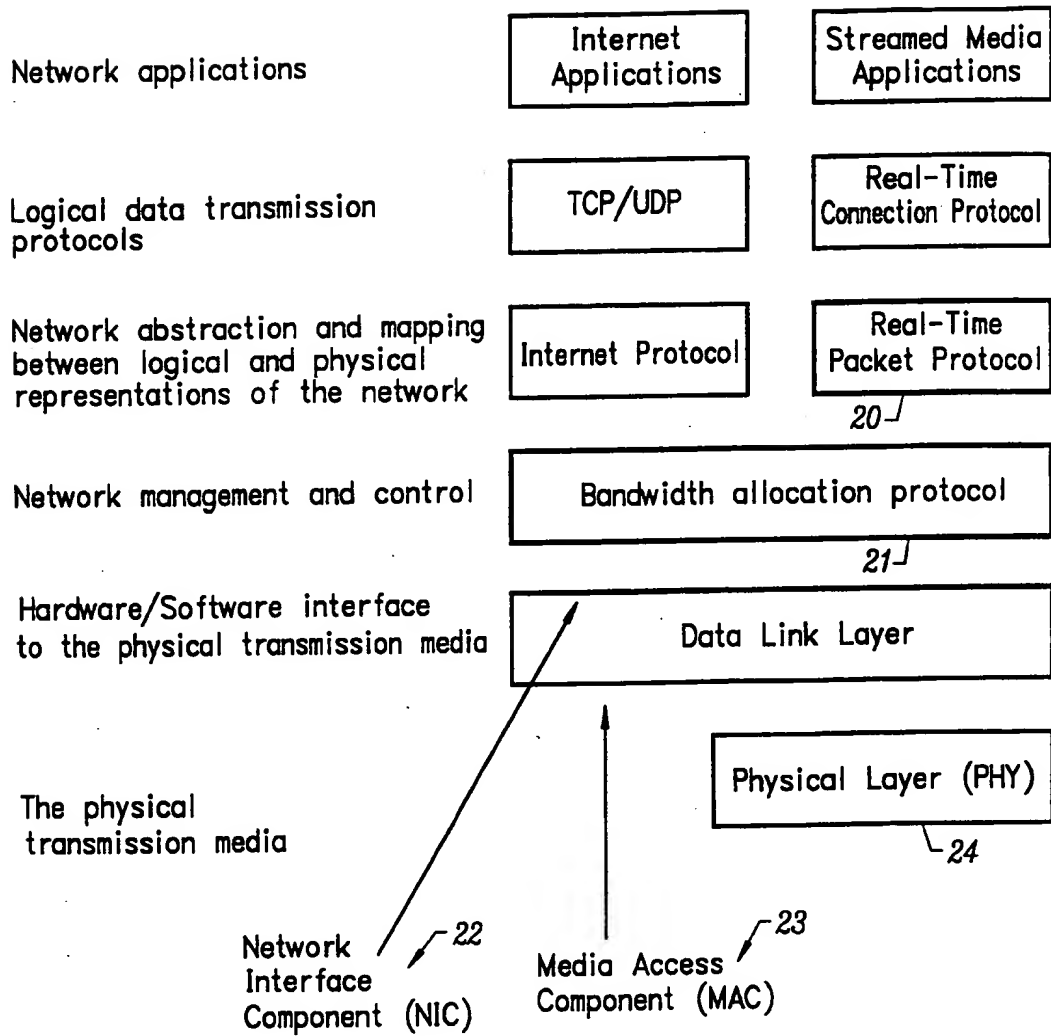 Network applications
Internet
Applications
Streamed Media
Applications
Logical data transmission
protocols
TCP/UDP
Real-Time
Connection Protocol
Network abstraction and mapping
between logical and physical
representations of the network
Internet Protocol
Real-Time
Packet Protocol
20
Network management and control
Bandwidth allocation protocol
21
Hardware/Software interface
to the physical transmission media
Data Link Layer
The physical
transmission media
Physical Layer (PHY)
24
Network
Interface
Component (NIC)
22
Media Access
Component (MAC)
23